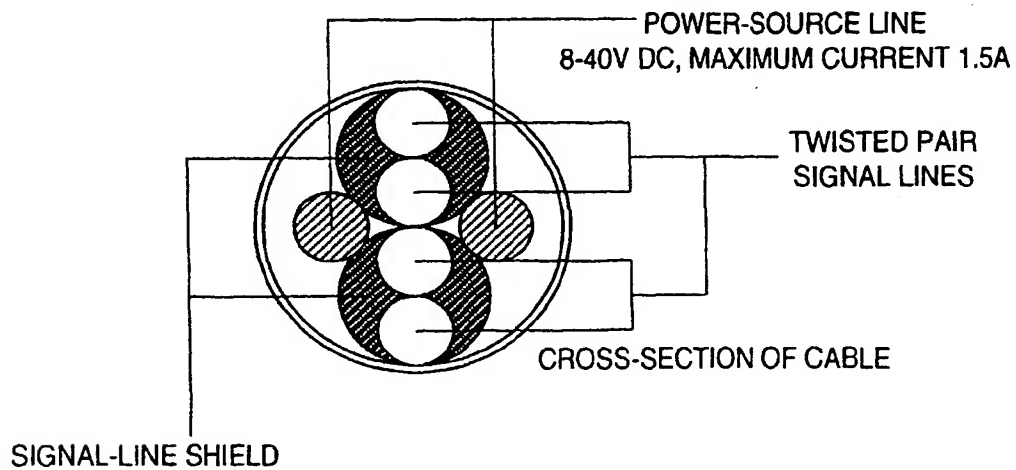 POWER-SOURCE LINE
8-40V DC, MAXIMUM CURRENT 1.5A
TWISTED PAIR
SIGNAL LINES
CROSS-SECTION OF CABLE
SIGNAL-LINE SHIELD